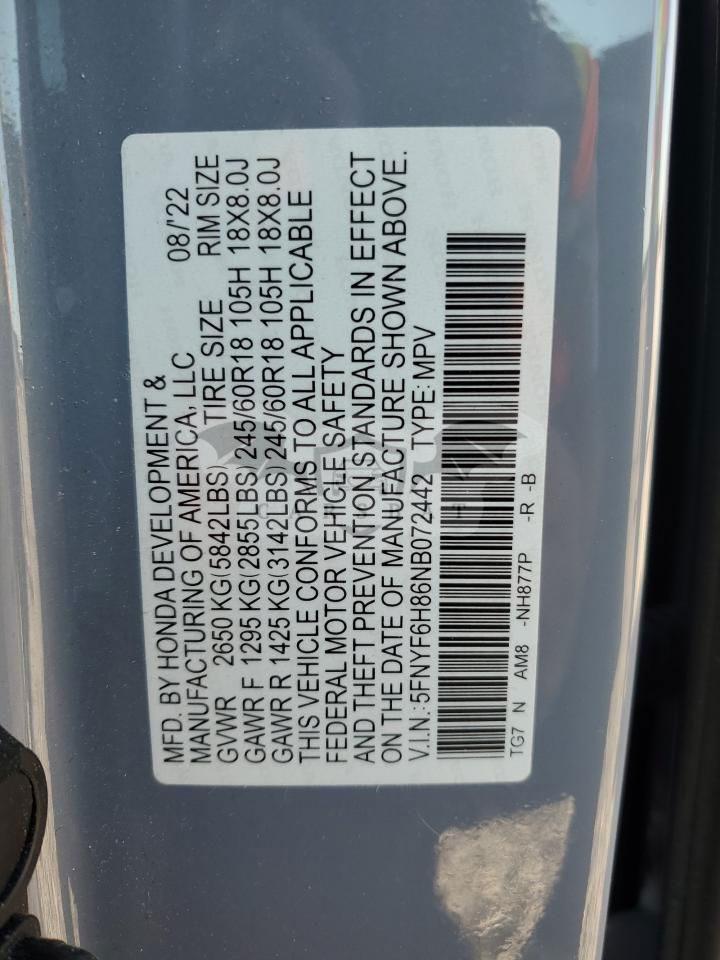 MFD. BY HONDA DEVELOPMENT &
MANUFACTURING OF AMERICA, LLC 08/'22
GVWR 2650 KG(5842LBS) TIRE SIZE RIM SIZE
GAWR F 1295 KG(2855LBS) 245/60R18 105H 18X8.0J
GAWR R 1425 KG(3142LBS) 245/60R18 105H 18X8.0J
THIS VEHICLE CONFORMS TO ALL APPLICABLE
FEDERAL MOTOR VEHICLE SAFETY
AND THEFT PREVENTION STANDARDS IN EFFECT
ON THE DATE OF MANUFACTURE SHOWN ABOVE.
V.I.N.: 5FNYF6H86NB072442 TYPE: MPV
TG7 N AM8 -NH877P -R -B